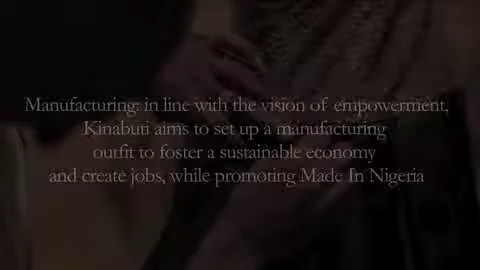 Manufacturing: in line with the vision of empowerment,
Kinabuti aims to set up a manufacturing
outfit to foster a sustainable economy
and create jobs, while promoting Made In Nigeria